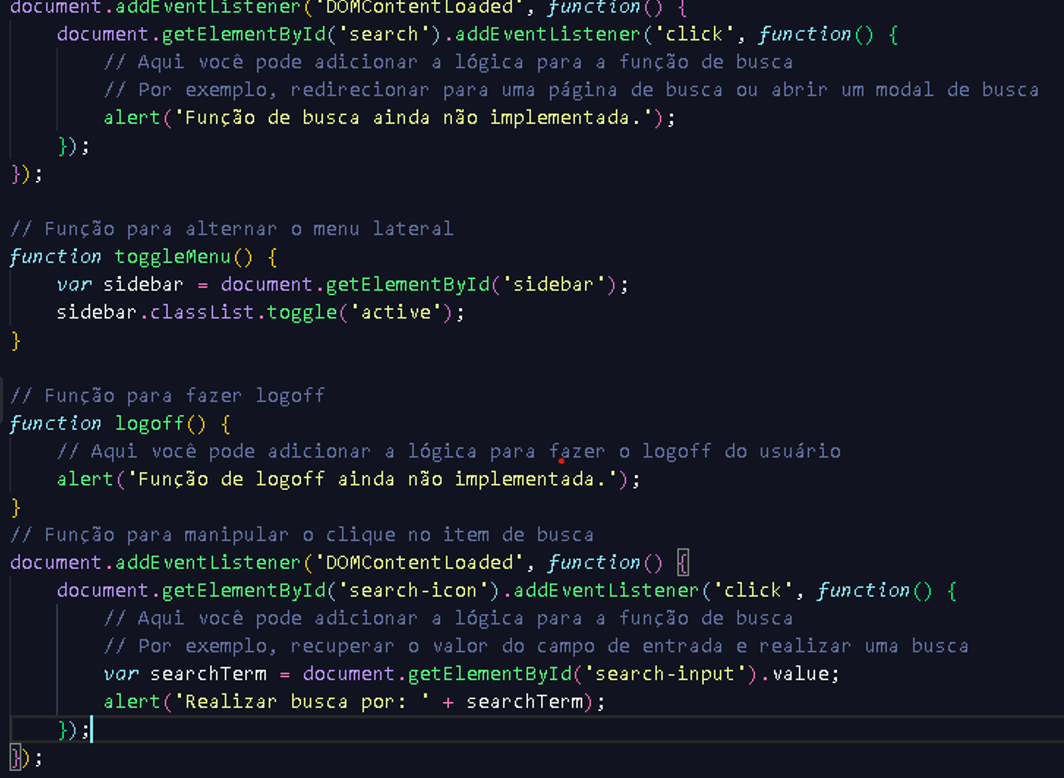 document.addEventListener('DOMContentLoaded', function() {
    document.getElementById('search').addEventListener('click', function() {
        // Aqui você pode adicionar a lógica para a função de busca
        // Por exemplo, redirecionar para uma página de busca ou abrir um modal de busca
        alert('Função de busca ainda não implementada.');
    });
});

// Função para alternar o menu lateral
function toggleMenu() {
    var sidebar = document.getElementById('sidebar');
    sidebar.classList.toggle('active');
}

// Função para fazer logoff
function logoff() {
    // Aqui você pode adicionar a lógica para fazer o logoff do usuário
    alert('Função de logoff ainda não implementada.');
}
// Função para manipular o clique no item de busca
document.addEventListener('DOMContentLoaded', function() {
    document.getElementById('search-icon').addEventListener('click', function() {
        // Aqui você pode adicionar a lógica para a função de busca
        // Por exemplo, recuperar o valor do campo de entrada e realizar uma busca
        var searchTerm = document.getElementById('search-input').value;
        alert('Realizar busca por: ' + searchTerm);
    });
});